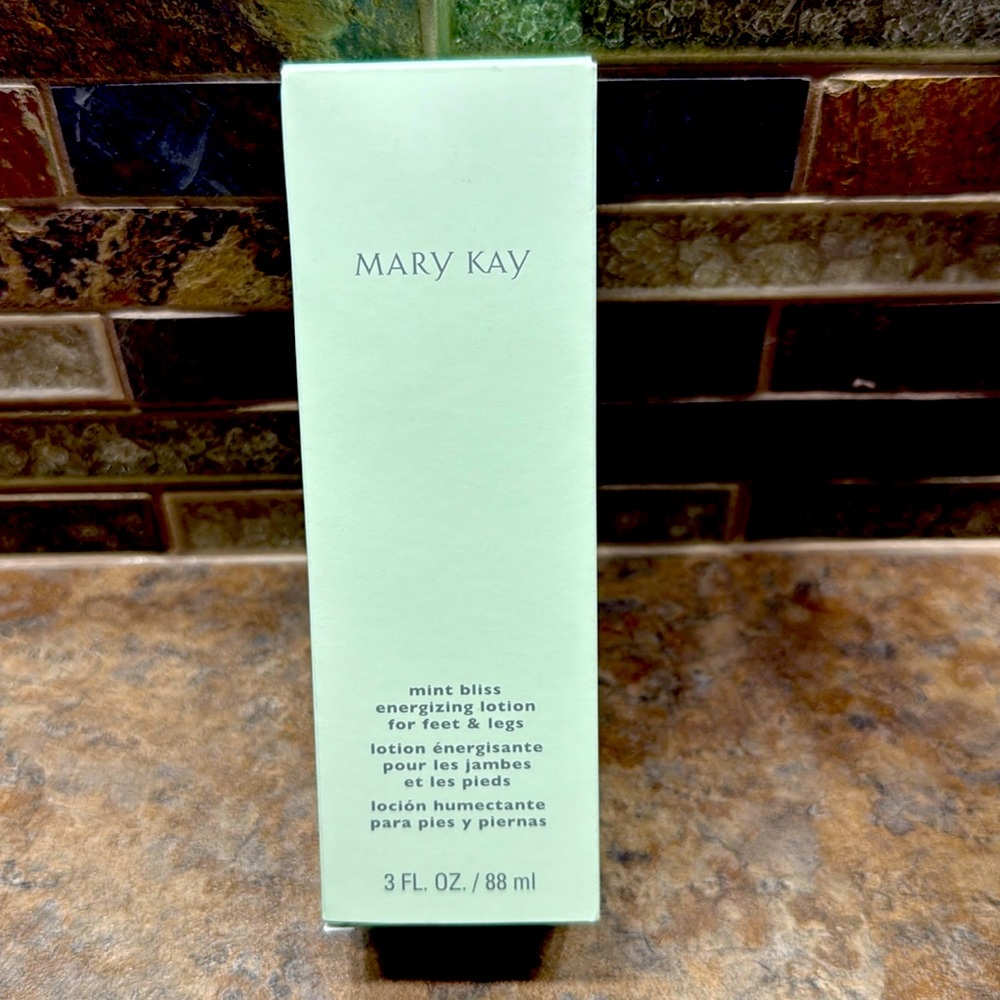 MARY KAY
mint bliss
energizing lotion
for feet & legs
lotion énergisante
pour les jambes
et les pieds
loción humectante
para pies y piernas
3 FL. OZ. / 88 ml